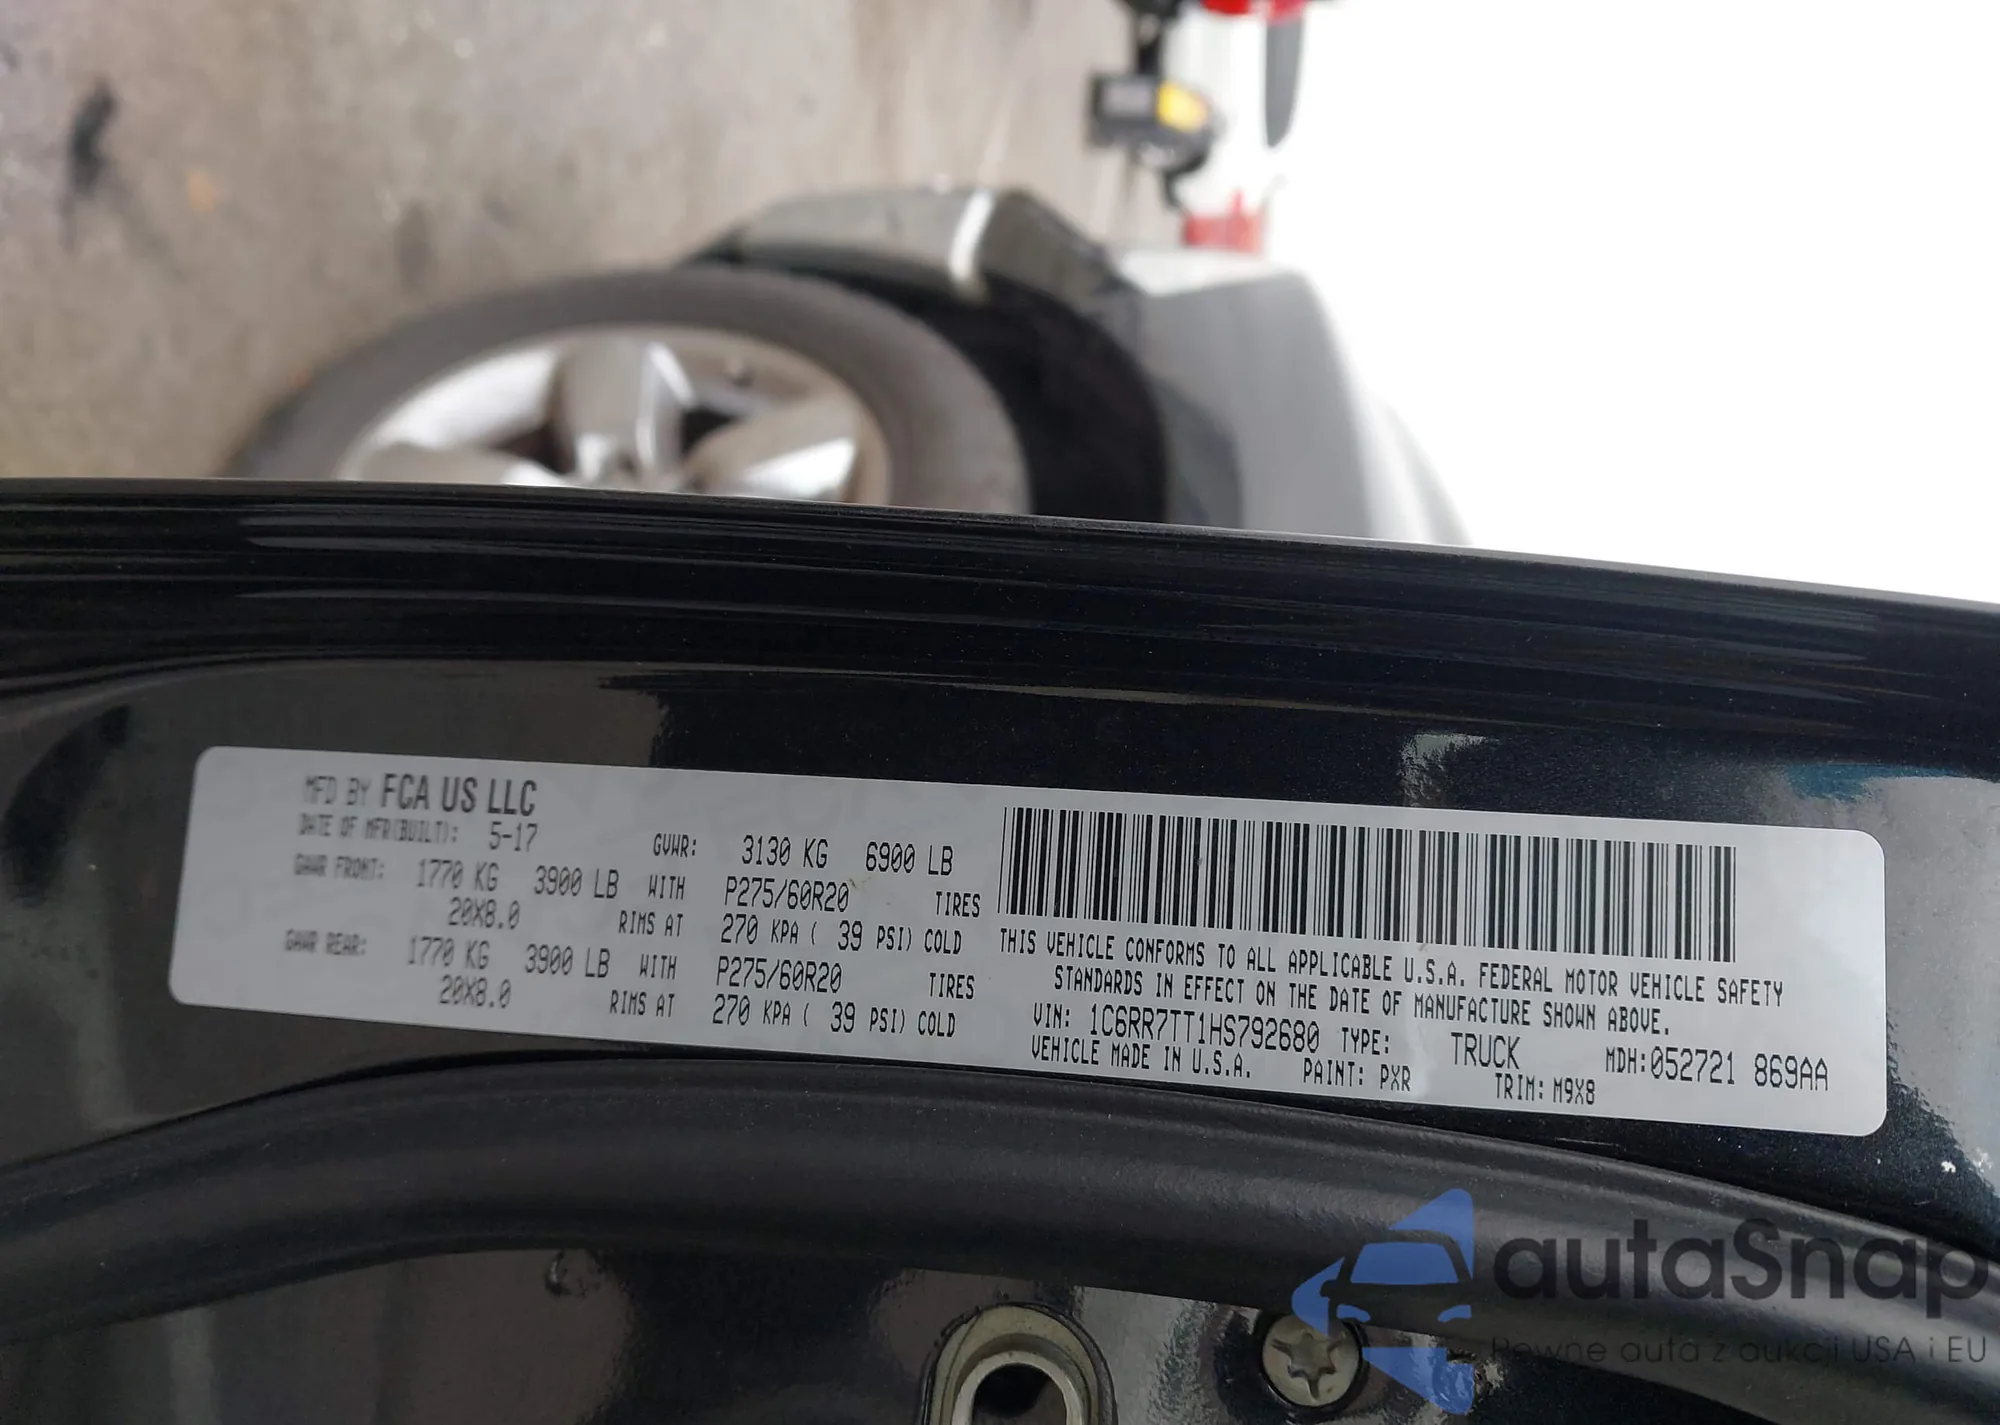 MFD BY FCA US LLC
DATE OF MFR(BUILT): 5-17 GVWR: 3130 KG 6900 LB
GAWR FRONT: 1770 KG 3900 LB WITH P275/60R20 TIRES
20X8.0 RIMS AT 270 KPA ( 39 PSI) COLD
GAWR REAR: 1770 KG 3900 LB WITH P275/60R20 TIRES
20X8.0 RIMS AT 270 KPA ( 39 PSI) COLD
THIS VEHICLE CONFORMS TO ALL APPLICABLE U.S.A. FEDERAL MOTOR VEHICLE SAFETY
STANDARDS IN EFFECT ON THE DATE OF MANUFACTURE SHOWN ABOVE.
VIN: 1C6RR7TT1HS792680 TYPE: TRUCK MDH:052721 869AA
VEHICLE MADE IN U.S.A. PAINT: PXR TRIM: M9X8
autaSnap
Pewne auta z aukcji USA i EU